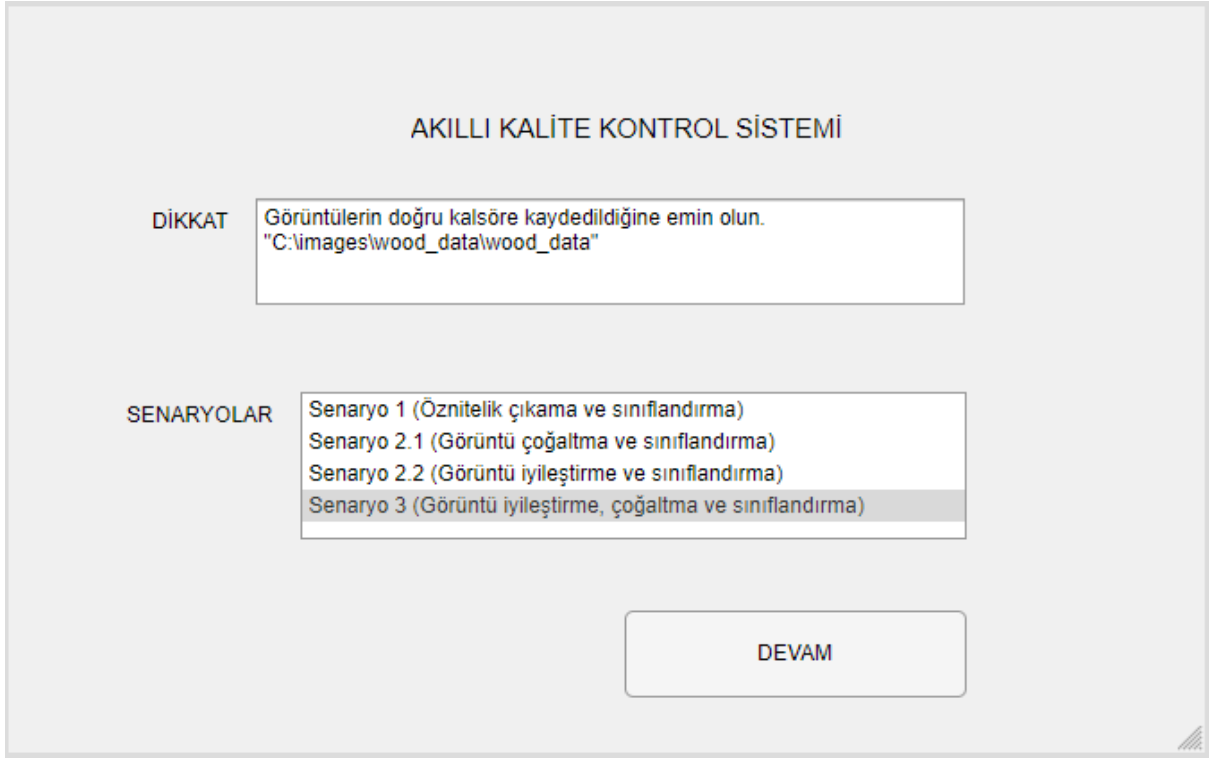 AKILLI KALİTE KONTROL SİSTEMİ
DİKKAT
Görüntülerin doğru kalsöre kaydedildiğine emin olun.
"C:\images\wood_data\wood_data"
SENARYOLAR
Senaryo 1 (Öznitelik çıkama ve sınıflandırma)
Senaryo 2.1 (Görüntü çoğaltma ve sınıflandırma)
Senaryo 2.2 (Görüntü iyileştirme ve sınıflandırma)
Senaryo 3 (Görüntü iyileştirme, çoğaltma ve sınıflandırma)
DEVAM